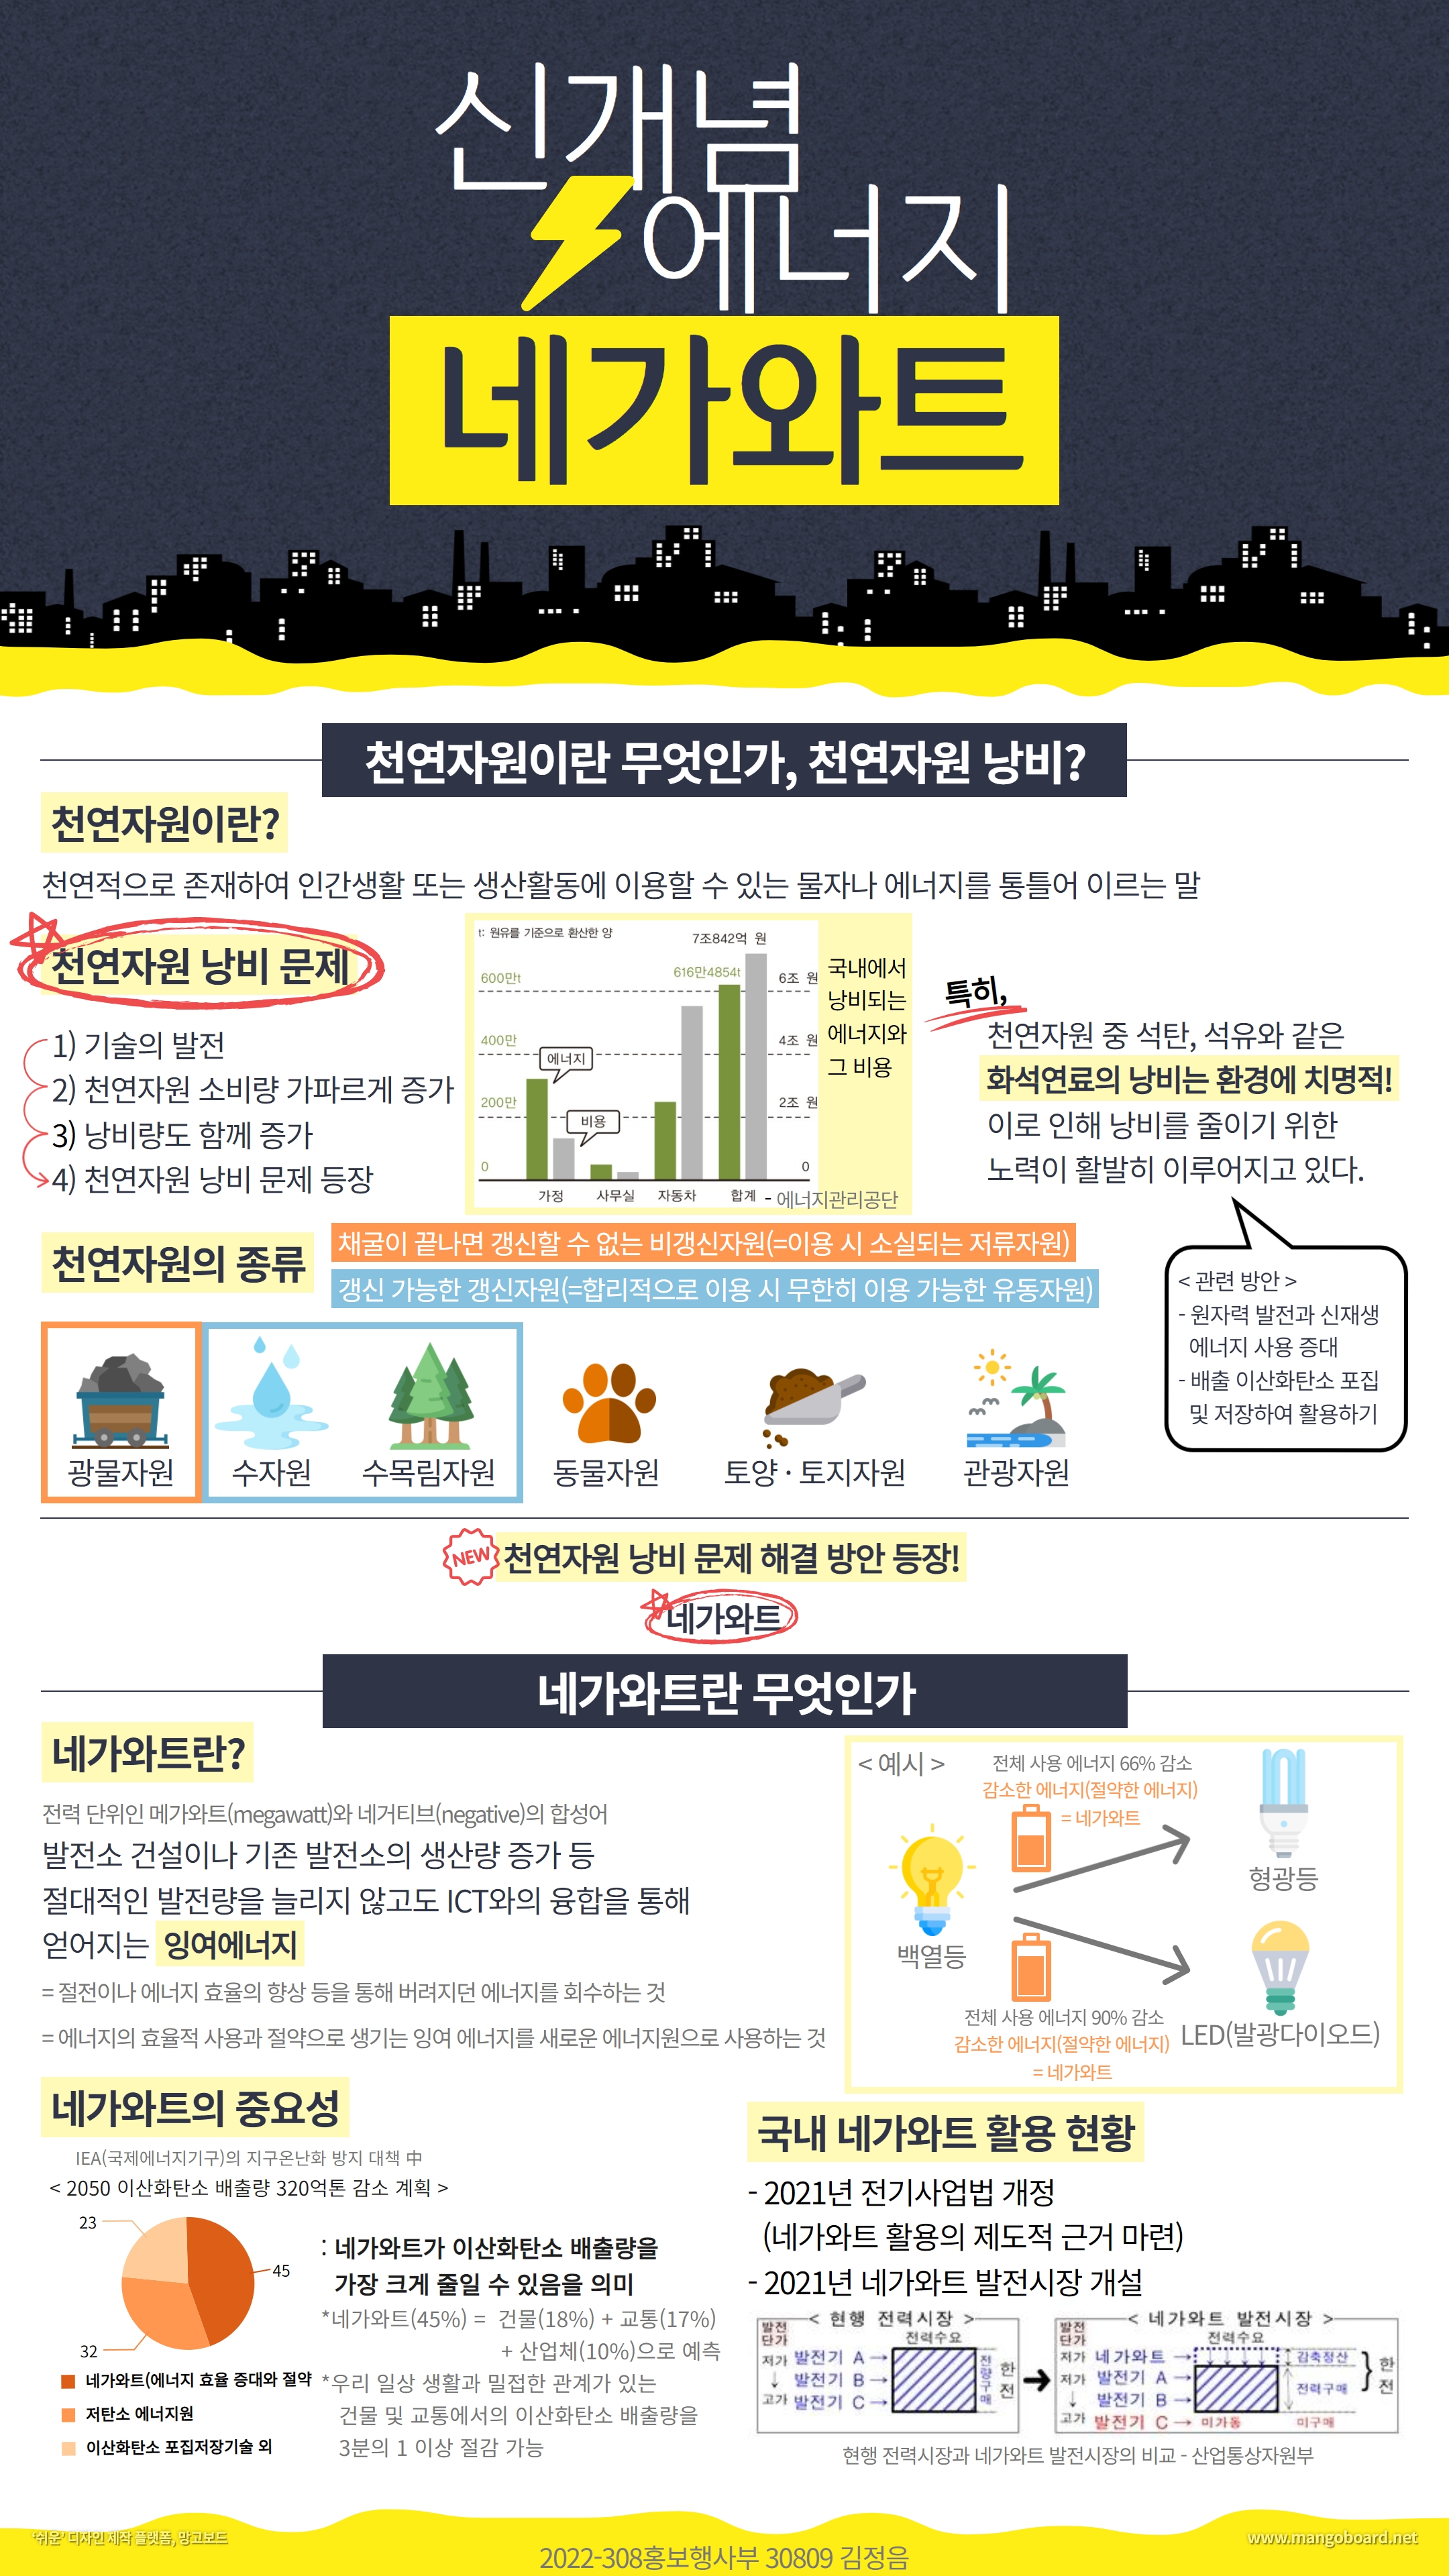 신개념
에너지
네가와트
천연자원이란 무엇인가, 천연자원 낭비?
천연자원이란?
천연적으로 존재하여 인간생활 또는 생산활동에 이용할 수 있는 물자나 에너지를 통틀어 이르는 말
천연자원 낭비 문제
1) 기술의 발전
2) 천연자원 소비량 가파르게 증가
3) 낭비량도 함께 증가
4) 천연자원 낭비 문제 등장
t: 원유를 기준으로 환산한 양
7조842억 원
616만4854t
600만t
6조 원
400만
4조 원
에너지
200만
2조 원
비용
0
0
가정 사무실 자동차 합계
- 에너지관리공단
국내에서
낭비되는
에너지와
그 비용
특히,
천연자원 중 석탄, 석유와 같은
화석연료의 낭비는 환경에 치명적!
이로 인해 낭비를 줄이기 위한
노력이 활발히 이루어지고 있다.
< 관련 방안 >
- 원자력 발전과 신재생
에너지 사용 증대
- 배출 이산화탄소 포집
및 저장하여 활용하기
천연자원의 종류
채굴이 끝나면 갱신할 수 없는 비갱신자원(=이용 시 소실되는 저류자원)
갱신 가능한 갱신자원(=합리적으로 이용 시 무한히 이용 가능한 유동자원)
광물자원
수자원
수목림자원
동물자원
토양 · 토지자원
관광자원
NEW
천연자원 낭비 문제 해결 방안 등장!
네가와트
네가와트란 무엇인가
네가와트란?
전력 단위인 메가와트(megawatt)와 네거티브(negative)의 합성어
발전소 건설이나 기존 발전소의 생산량 증가 등
절대적인 발전량을 늘리지 않고도 ICT와의 융합을 통해
얻어지는 잉여에너지
= 절전이나 에너지 효율의 향상 등을 통해 버려지던 에너지를 회수하는 것
= 에너지의 효율적 사용과 절약으로 생기는 잉여 에너지를 새로운 에너지원으로 사용하는 것
< 예시 >
전체 사용 에너지 66% 감소
감소한 에너지(절약한 에너지)
= 네가와트
형광등
백열등
전체 사용 에너지 90% 감소
감소한 에너지(절약한 에너지)
= 네가와트
LED(발광다이오드)
네가와트의 중요성
IEA(국제에너지기구)의 지구온난화 방지 대책 中
< 2050 이산화탄소 배출량 320억톤 감소 계획 >
23
45
32
네가와트(에너지 효율 증대와 절약
저탄소 에너지원
이산화탄소 포집저장기술 외
: 네가와트가 이산화탄소 배출량을
가장 크게 줄일 수 있음을 의미
*네가와트(45%) = 건물(18%) + 교통(17%)
+ 산업체(10%)으로 예측
*우리 일상 생활과 밀접한 관계가 있는
건물 및 교통에서의 이산화탄소 배출량을
3분의 1 이상 절감 가능
국내 네가와트 활용 현황
- 2021년 전기사업법 개정
(네가와트 활용의 제도적 근거 마련)
- 2021년 네가와트 발전시장 개설
< 현행 전력시장 >
발전
단가
전력수요
저가 발전기 A →
↓ 발전기 B →
고가 발전기 C →
전량구매
한전
< 네가와트 발전시장 >
발전
단가
전력수요
저가 네가와트 →
감축정산
저가 발전기 A →
전력구매
↓ 발전기 B →
고가 발전기 C → 미가동
미구매
한전
현행 전력시장과 네가와트 발전시장의 비교 - 산업통상자원부
'쉬운' 디자인 제작 플랫폼, 망고보드
www.mangoboard.net
2022-308홍보행사부 30809 김정음